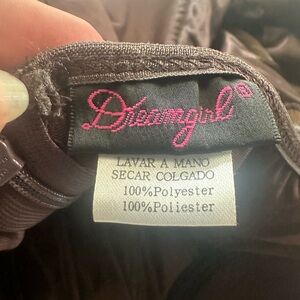 Dreamgirl®
LAVAR A MANO
SECAR COLGADO
100%Polyester
100%Poliester